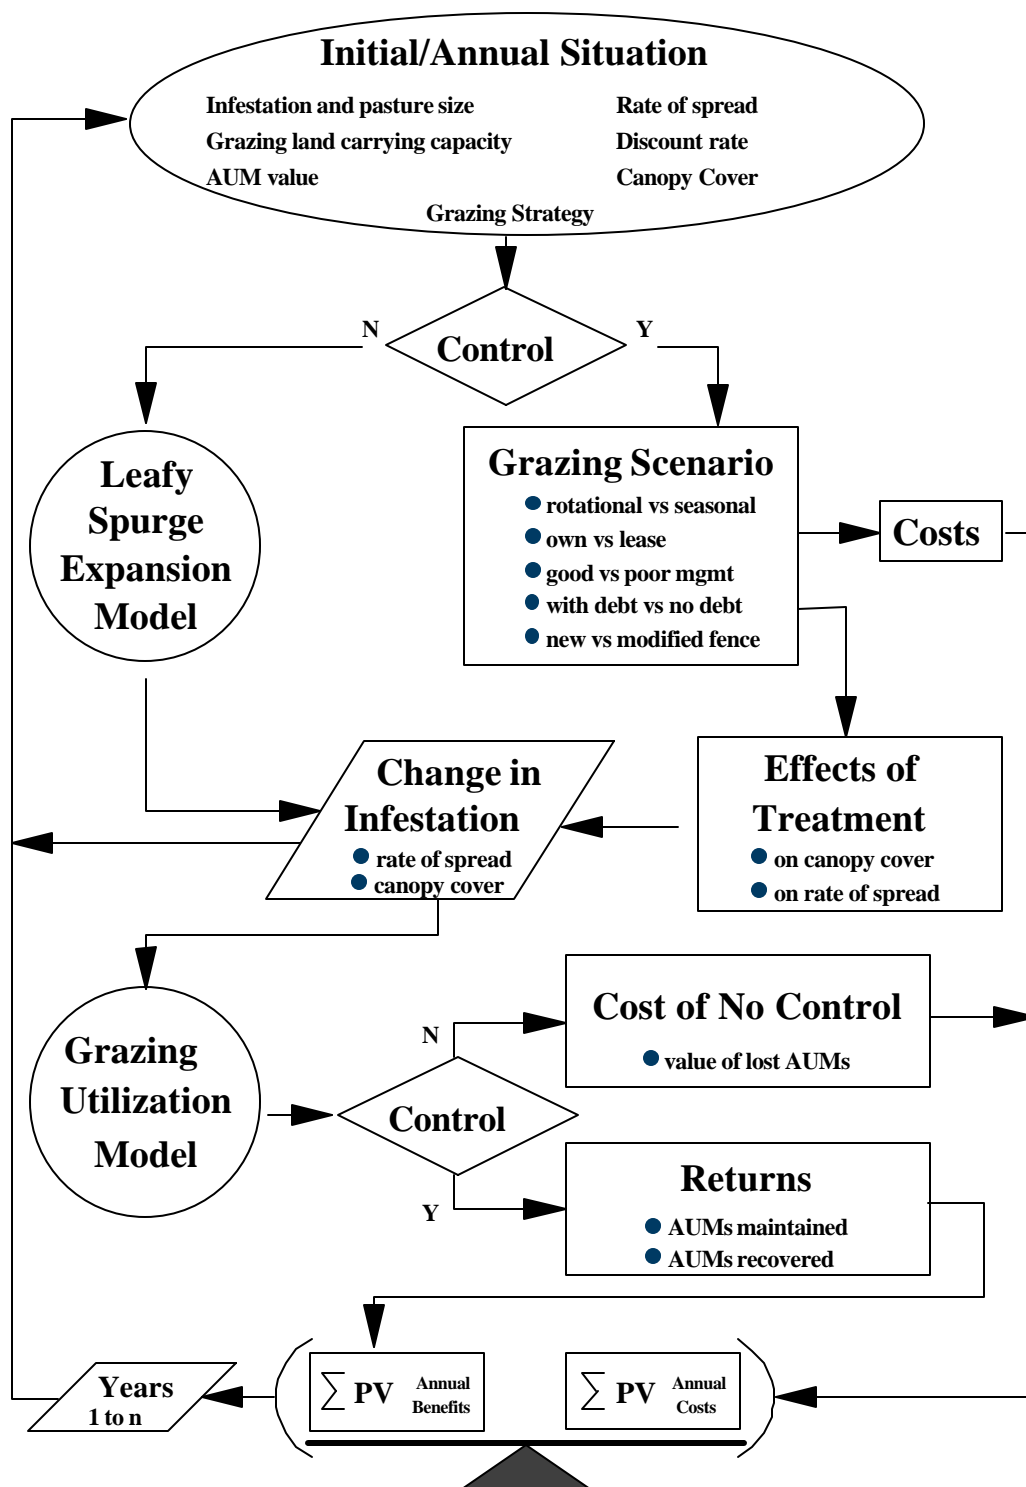 Initial/Annual Situation
Infestation and pasture size
Rate of spread
Grazing land carrying capacity
Discount rate
AUM value
Canopy Cover
Grazing Strategy
N
Y
Control
Leafy
Spurge
Expansion
Model
Grazing Scenario
rotational vs seasonal
own vs lease
good vs poor mgmt
with debt vs no debt
new vs modified fence
Costs
Change in
Infestation
rate of spread
canopy cover
Effects of
Treatment
on canopy cover
on rate of spread
Grazing
Utilization
Model
N
Control
Y
Cost of No Control
value of lost AUMs
Returns
AUMs maintained
AUMs recovered
Years
1 to n
∑ PV Annual
Benefits
∑ PV Annual
Costs